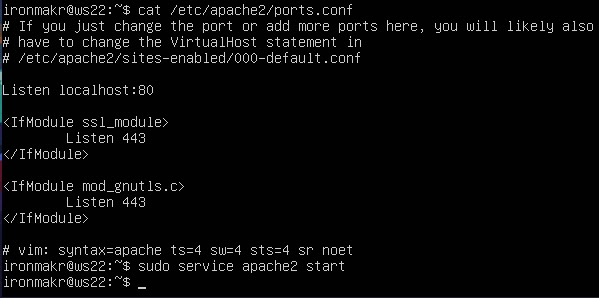 ironmakr@ws22:~$ cat /etc/apache2/ports.conf
# If you just change the port or add more ports here, you will likely also
# have to change the VirtualHost statement in
# /etc/apache2/sites-enabled/000-default.conf
Listen localhost:80
<IfModule ssl_module>
        Listen 443
</IfModule>
<IfModule mod_gnutls.c>
        Listen 443
</IfModule>
# vim: syntax=apache ts=4 sw=4 sts=4 sr noet
ironmakr@ws22:~$ sudo service apache2 start
ironmakr@ws22:~$ _